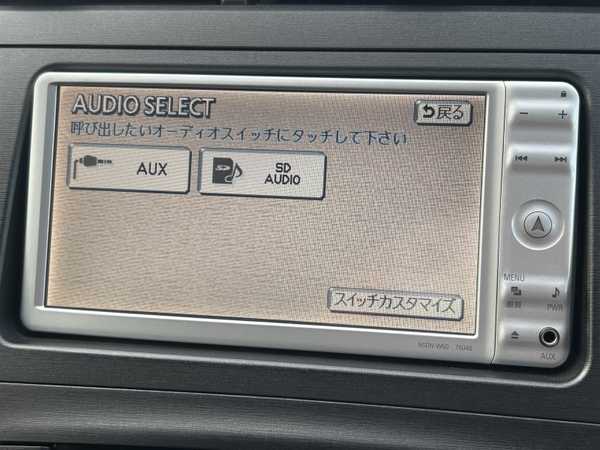 AUDIO SELECT
戻る
呼び出したいオーディオスイッチにタッチして下さい
AUX
SD
AUDIO
スイッチカスタマイズ
MENU
PWR
AUX